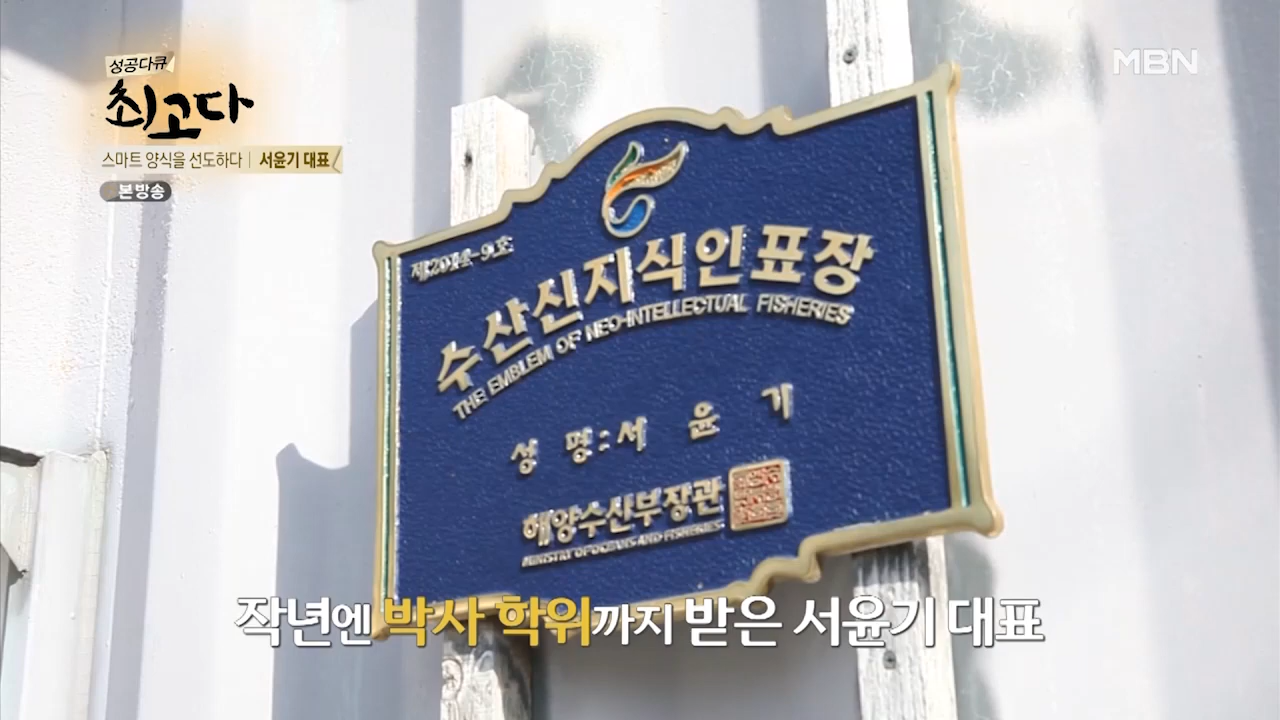 성공다큐
최고다
스마트 양식을 선도하다 | 서윤기 대표
본방송
MBN
수산신지식인표장
THE EMBLEM OF NEO-INTELLECTUAL FISHERIES
성 명 : 서 윤 기
해양수산부장관
MINISTRY OF OCEANS AND FISHERIES
작년엔 박사 학위까지 받은 서윤기 대표